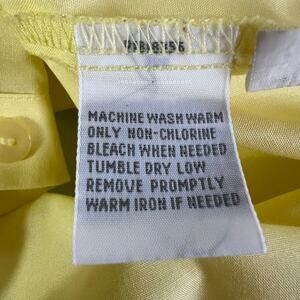 MACHINE WASH WARM
ONLY NON-CHLORINE
BLEACH WHEN NEEDED
TUMBLE DRY LOW
REMOVE PROMPTLY
WARM IRON IF NEEDED